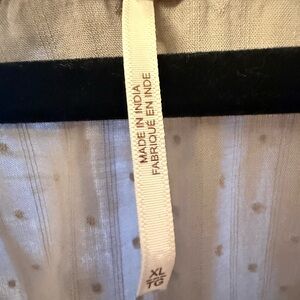 MADE IN INDIA
FABRIQUÉ EN INDE
XL
TG